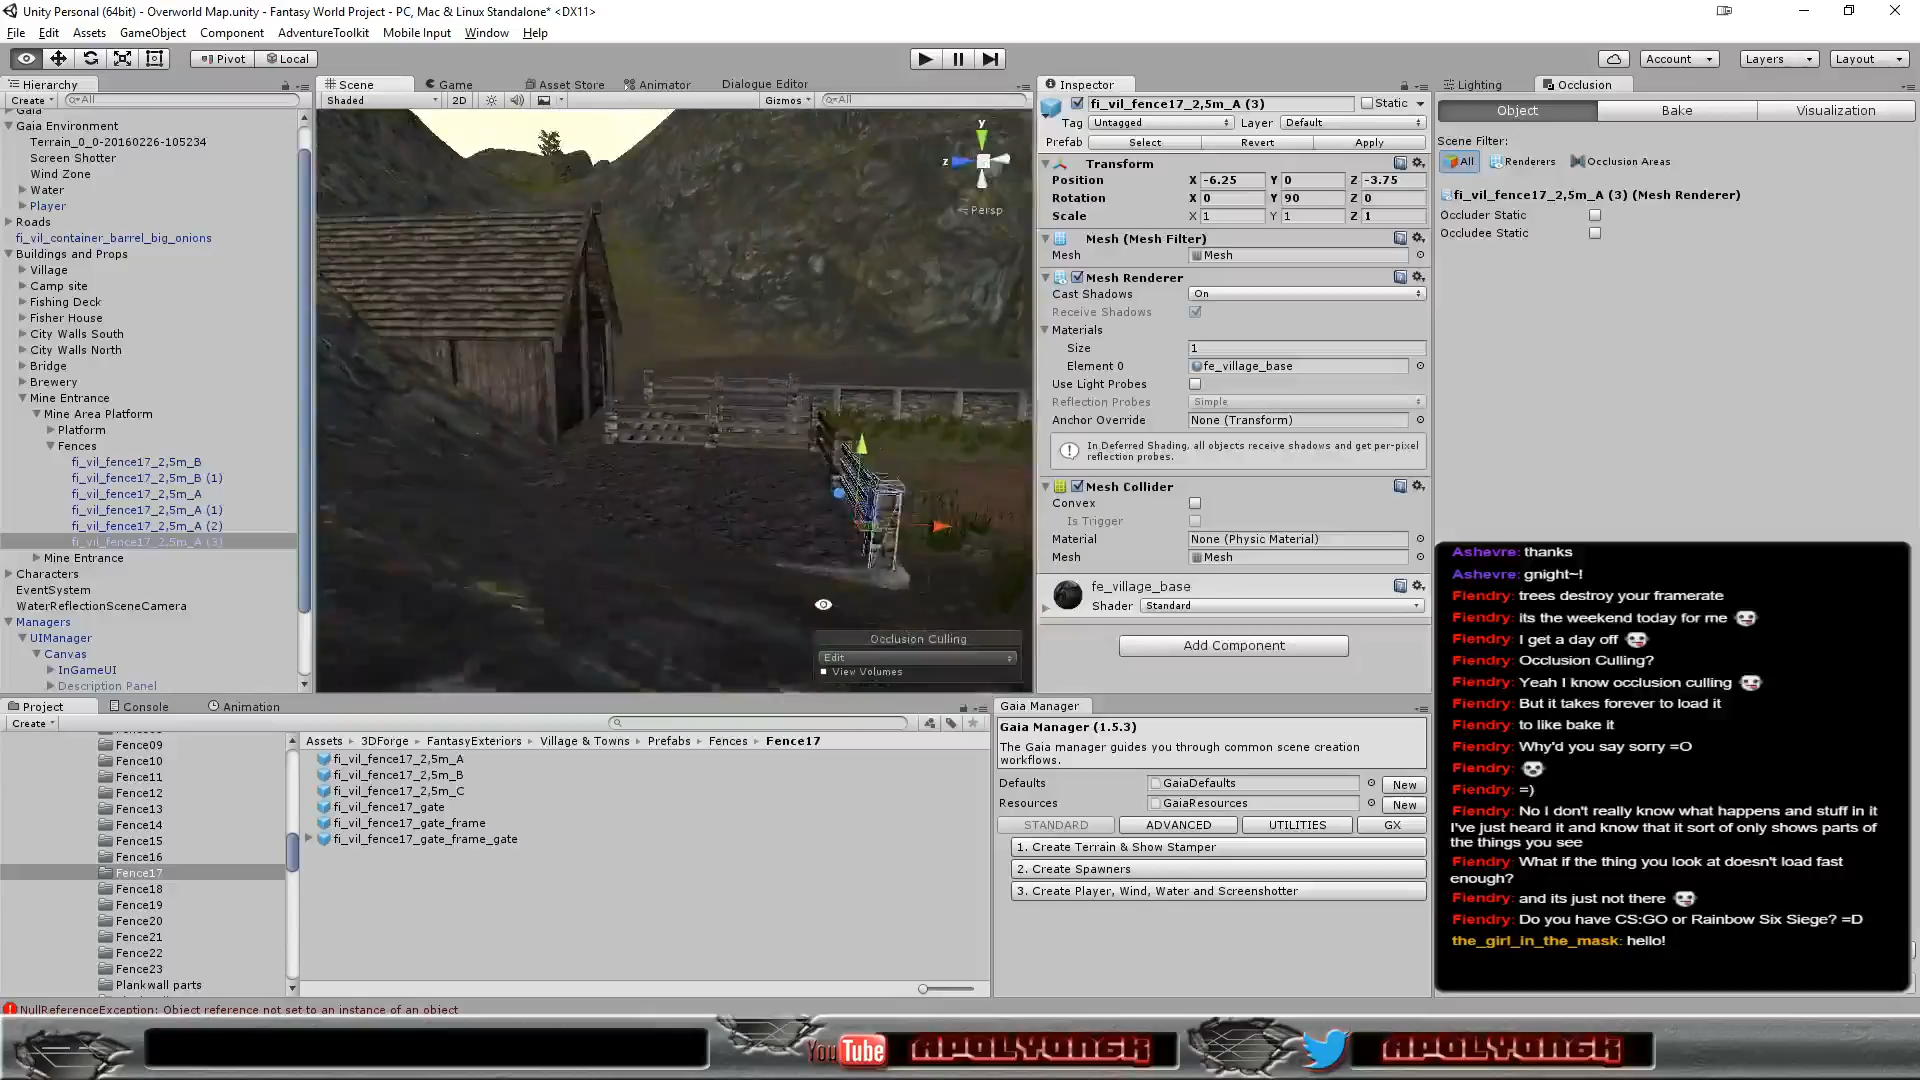 Unity Personal (64bit) - Overworld Map.unity - Fantasy World Project - PC, Mac & Linux Standalone* <DX11>
File Edit Assets GameObject Component AdventureToolkit Mobile Input Window Help
Pivot Local Account Layers Layout
Hierarchy
Create All
Gaia
Gaia Environment
Terrain_0_0-20160226-105234
Screen Shotter
Wind Zone
Water
Player
Roads
fi_vil_container_barrel_big_onions
Buildings and Props
Village
Camp site
Fishing Deck
Fisher House
City Walls South
City Walls North
Bridge
Brewery
Mine Entrance
Mine Area Platform
Platform
Fences
fi_vil_fence17_2,5m_B
fi_vil_fence17_2,5m_B (1)
fi_vil_fence17_2,5m_A
fi_vil_fence17_2,5m_A (1)
fi_vil_fence17_2,5m_A (2)
fi_vil_fence17_2,5m_A (3)
Mine Entrance
Characters
EventSystem
WaterReflectionSceneCamera
Managers
UIManager
Canvas
InGameUI
Description Panel
Scene Game Asset Store Animator Dialogue Editor
Shaded 2D Gizmos All
y
z
Persp
Occlusion Culling
Edit
View Volumes
Inspector
fi_vil_fence17_2,5m_A (3) Static
Tag Untagged Layer Default
Prefab Select Revert Apply
Transform
Position X -6.25 Y 0 Z -3.75
Rotation X 0 Y 90 Z 0
Scale X 1 Y 1 Z 1
Mesh (Mesh Filter)
Mesh Mesh
Mesh Renderer
Cast Shadows On
Receive Shadows
Materials
Size 1
Element 0 fe_village_base
Use Light Probes
Reflection Probes Simple
Anchor Override None (Transform)
In Deferred Shading, all objects receive shadows and get per-pixel
reflection probes.
Mesh Collider
Convex
Is Trigger
Material None (Physic Material)
Mesh Mesh
fe_village_base
Shader Standard
Add Component
Lighting Occlusion
Object Bake Visualization
Scene Filter:
All Renderers Occlusion Areas
fi_vil_fence17_2,5m_A (3) (Mesh Renderer)
Occluder Static
Occludee Static
Ashevre: thanks
Ashevre: gnight~!
Fiendry: trees destroy your framerate
Fiendry: its the weekend today for me
Fiendry: I get a day off
Fiendry: Occlusion Culling?
Fiendry: Yeah I know occlusion culling
Fiendry: But it takes forever to load it
Fiendry: to like bake it
Fiendry: Why'd you say sorry =O
Fiendry:
Fiendry: =)
Fiendry: No I don't really know what happens and stuff in it
I've just heard it and know that it sort of only shows parts of
the things you see
Fiendry: What if the thing you look at doesn't load fast
enough?
Fiendry: and its just not there
Fiendry: Do you have CS:GO or Rainbow Six Siege? =D
the_girl_in_the_mask: hello!
Project Console Animation
Create
Fence09
Fence10
Fence11
Fence12
Fence13
Fence14
Fence15
Fence16
Fence17
Fence18
Fence19
Fence20
Fence21
Fence22
Fence23
Plankwall parts
Assets 3DForge FantasyExteriors Village & Towns Prefabs Fences Fence17
fi_vil_fence17_2,5m_A
fi_vil_fence17_2,5m_B
fi_vil_fence17_2,5m_C
fi_vil_fence17_gate
fi_vil_fence17_gate_frame
fi_vil_fence17_gate_frame_gate
Gaia Manager
Gaia Manager (1.5.3)
The Gaia manager guides you through common scene creation
workflows.
Defaults GaiaDefaults New
Resources GaiaResources New
STANDARD ADVANCED UTILITIES GX
1. Create Terrain & Show Stamper
2. Create Spawners
3. Create Player, Wind, Water and Screenshotter
NullReferenceException: Object reference not set to an instance of an object
YouTube APOLYONGK APOLYONGK